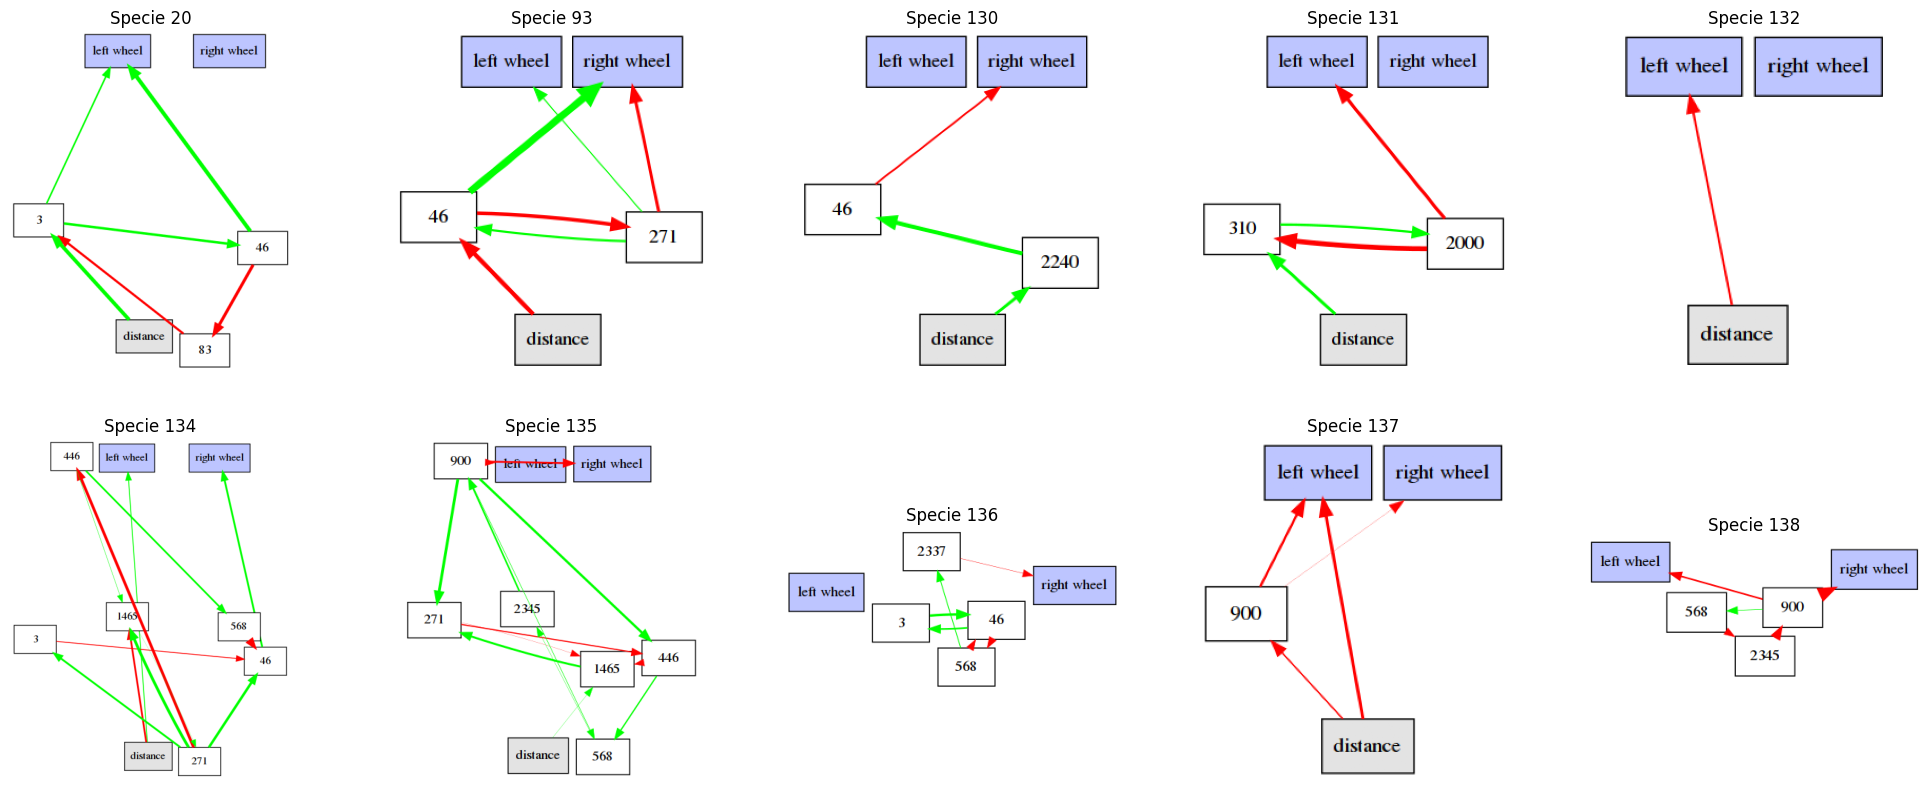 Specie 20
left wheel
right wheel
3
46
distance
83
Specie 93
left wheel
right wheel
46
271
distance
Specie 130
left wheel
right wheel
46
2240
distance
Specie 131
left wheel
right wheel
310
2000
distance
Specie 132
left wheel
right wheel
distance
Specie 134
446
left wheel
right wheel
1465
568
3
46
distance
271
Specie 135
900
left wheel
right wheel
2345
271
446
1465
distance
568
Specie 136
2337
left wheel
right wheel
3
46
568
Specie 137
left wheel
right wheel
900
distance
Specie 138
left wheel
right wheel
568
900
2345